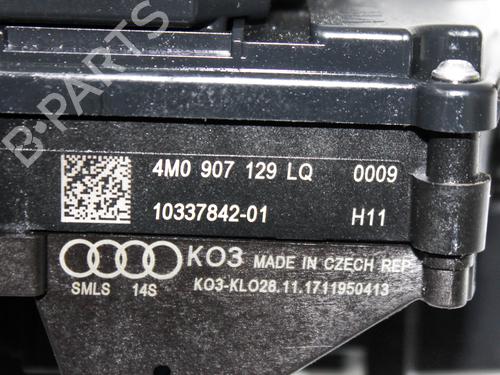 B-PARTS
4M0 907 129 LQ 0009
10337842-01 H11
KO3 MADE IN CZECH REP.
SMLS 14S KO3-KLO28.11.1711950413